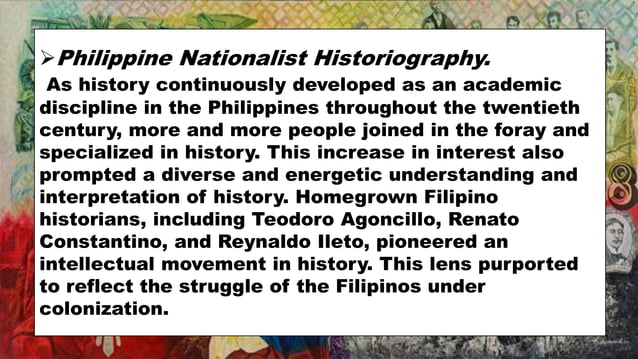 ➢Philippine Nationalist Historiography.
As history continuously developed as an academic
discipline in the Philippines throughout the twentieth
century, more and more people joined in the foray and
specialized in history. This increase in interest also
prompted a diverse and energetic understanding and
interpretation of history. Homegrown Filipino
historians, including Teodoro Agoncillo, Renato
Constantino, and Reynaldo Ileto, pioneered an
intellectual movement in history. This lens purported
to reflect the struggle of the Filipinos under
colonization.